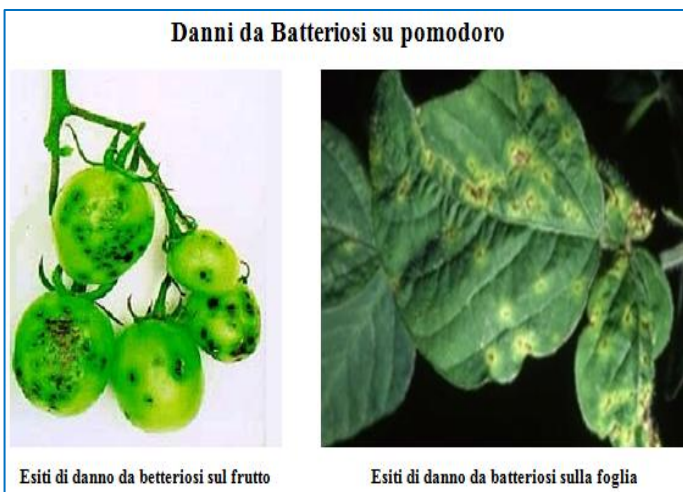 Danni da Batteriosi su pomodoro
Esiti di danno da betteriosi sul frutto
Esiti di danno da batteriosi sulla foglia